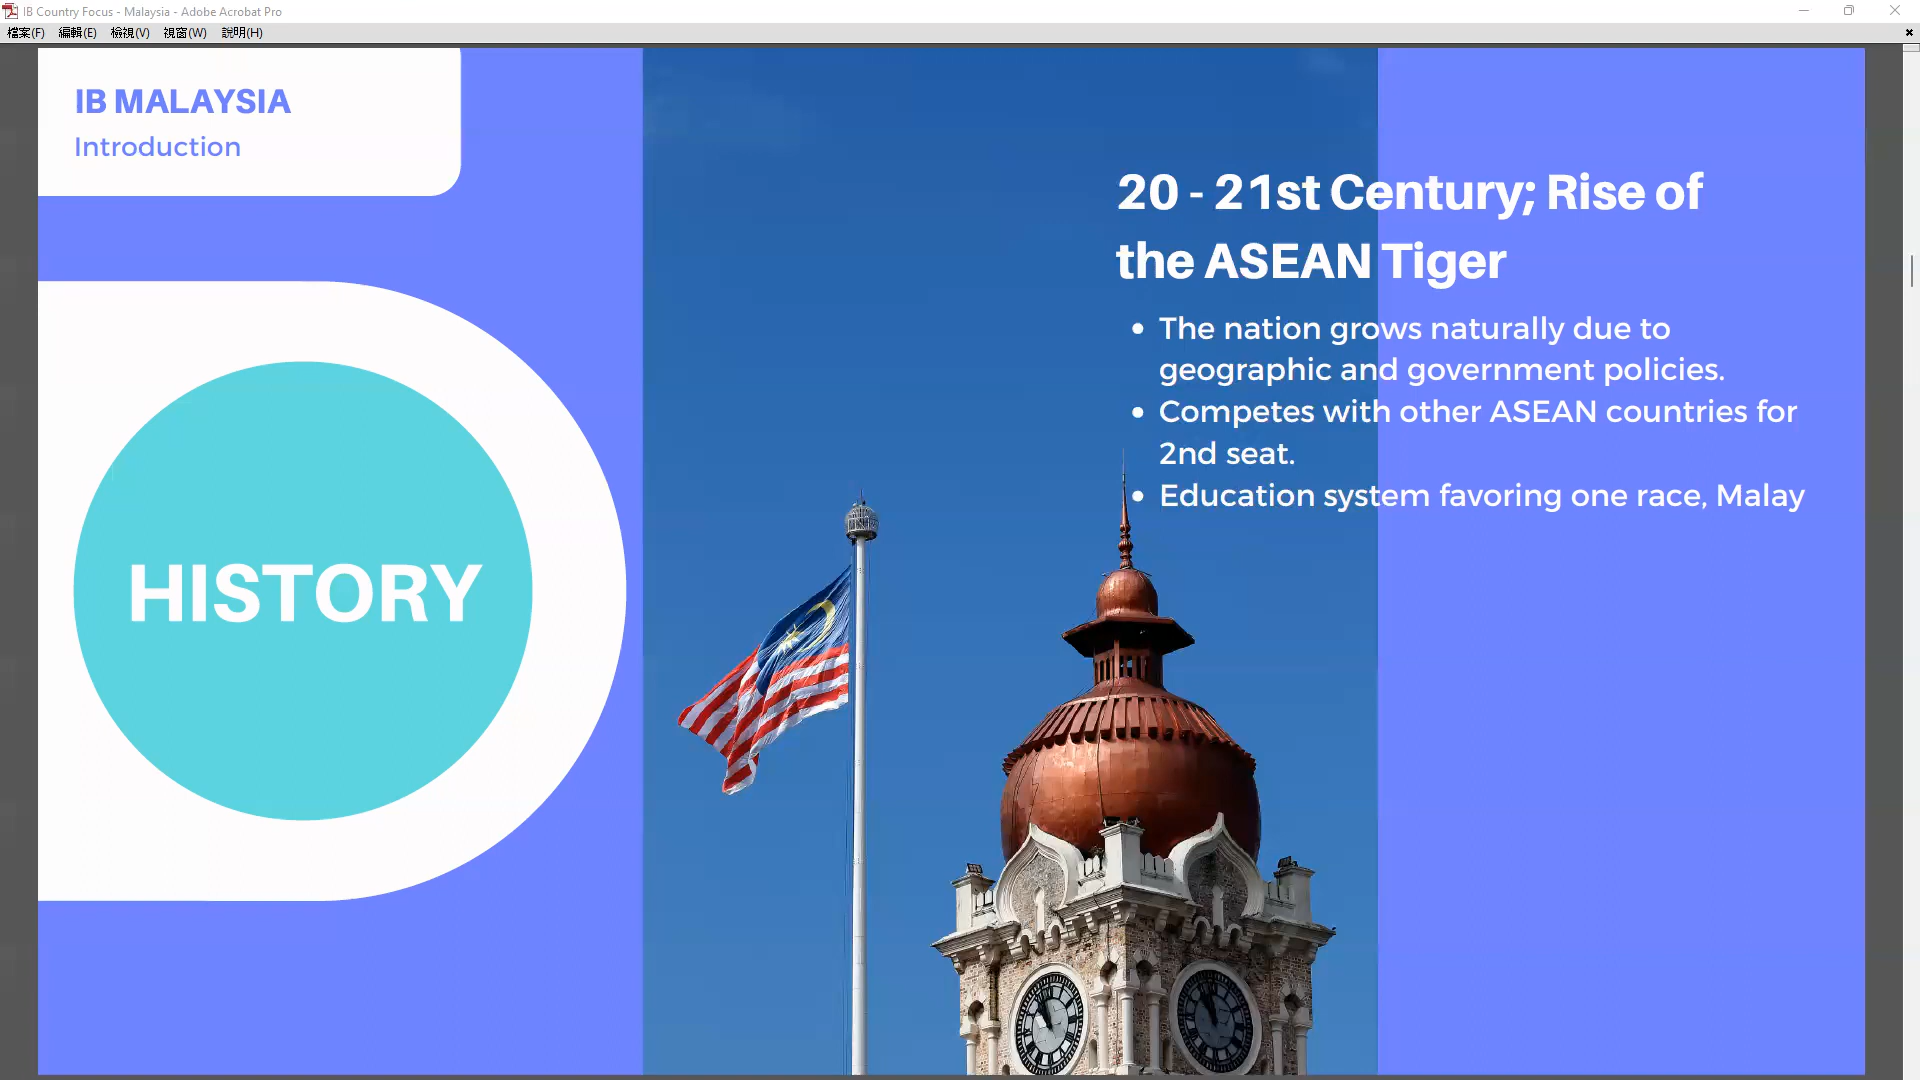 IB Country Focus - Malaysia - Adobe Acrobat Pro
檔案(F) 編輯(E) 檢視(V) 視窗(W) 說明(H)
IB MALAYSIA
Introduction
HISTORY
20 - 21st Century; Rise of
the ASEAN Tiger
• The nation grows naturally due to
geographic and government policies.
• Competes with other ASEAN countries for
2nd seat.
• Education system favoring one race, Malay